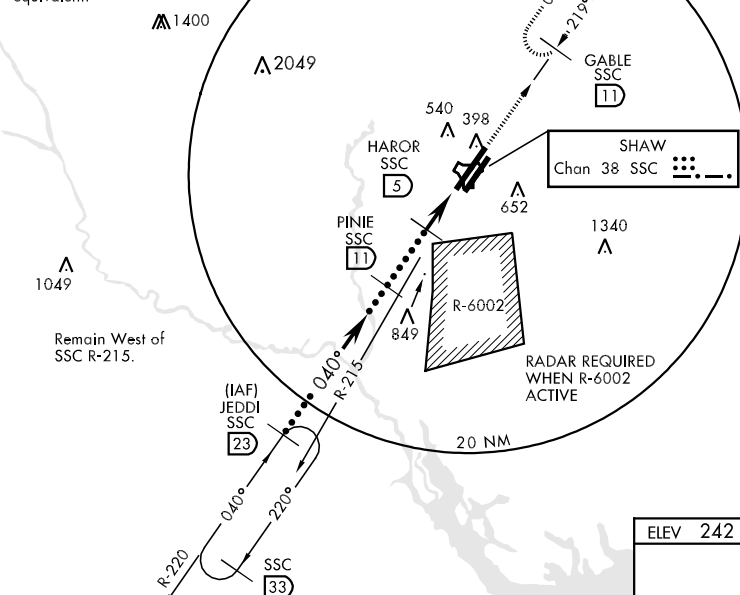 1400
2049
219°
GABLE
SSC
11
540
398
HAROR
SSC
5
SHAW
Chan 38 SSC
652
PINIE
SSC
11
1340
1049
R-6002
849
Remain West of
SSC R-215.
040°
R-215
RADAR REQUIRED
WHEN R-6002
ACTIVE
(IAF)
JEDDI
SSC
23
20 NM
040°
220°
R-220
SSC
33
ELEV 242